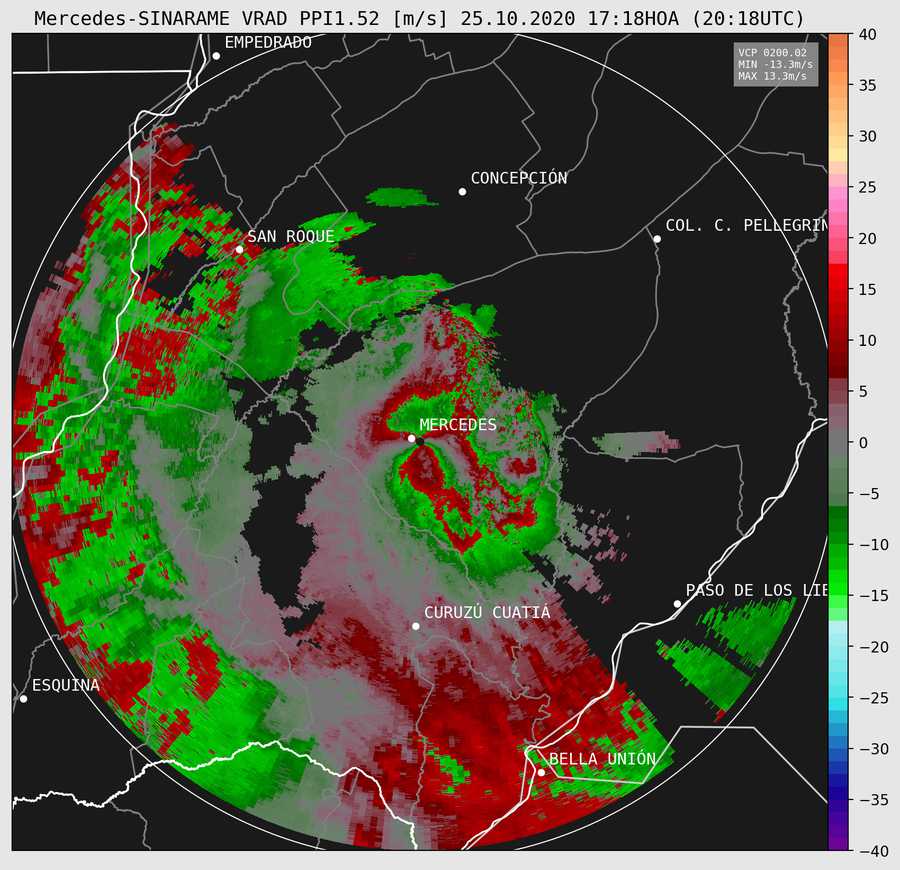 Mercedes-SINARAME VRAD PPI1.52 [m/s] 25.10.2020 17:18HOA (20:18UTC)
EMPEDRADO
VCP 0200.02
MIN -13.3m/s
MAX 13.3m/s
CONCEPCIÓN
COL. C. PELLEGRIN
SAN ROQUE
MERCEDES
PASO DE LOS LIE
CURUZÚ CUATIÁ
ESQUINA
BELLA UNIÓN
40
35
30
25
20
15
10
5
0
−5
−10
−15
−20
−25
−30
−35
−40